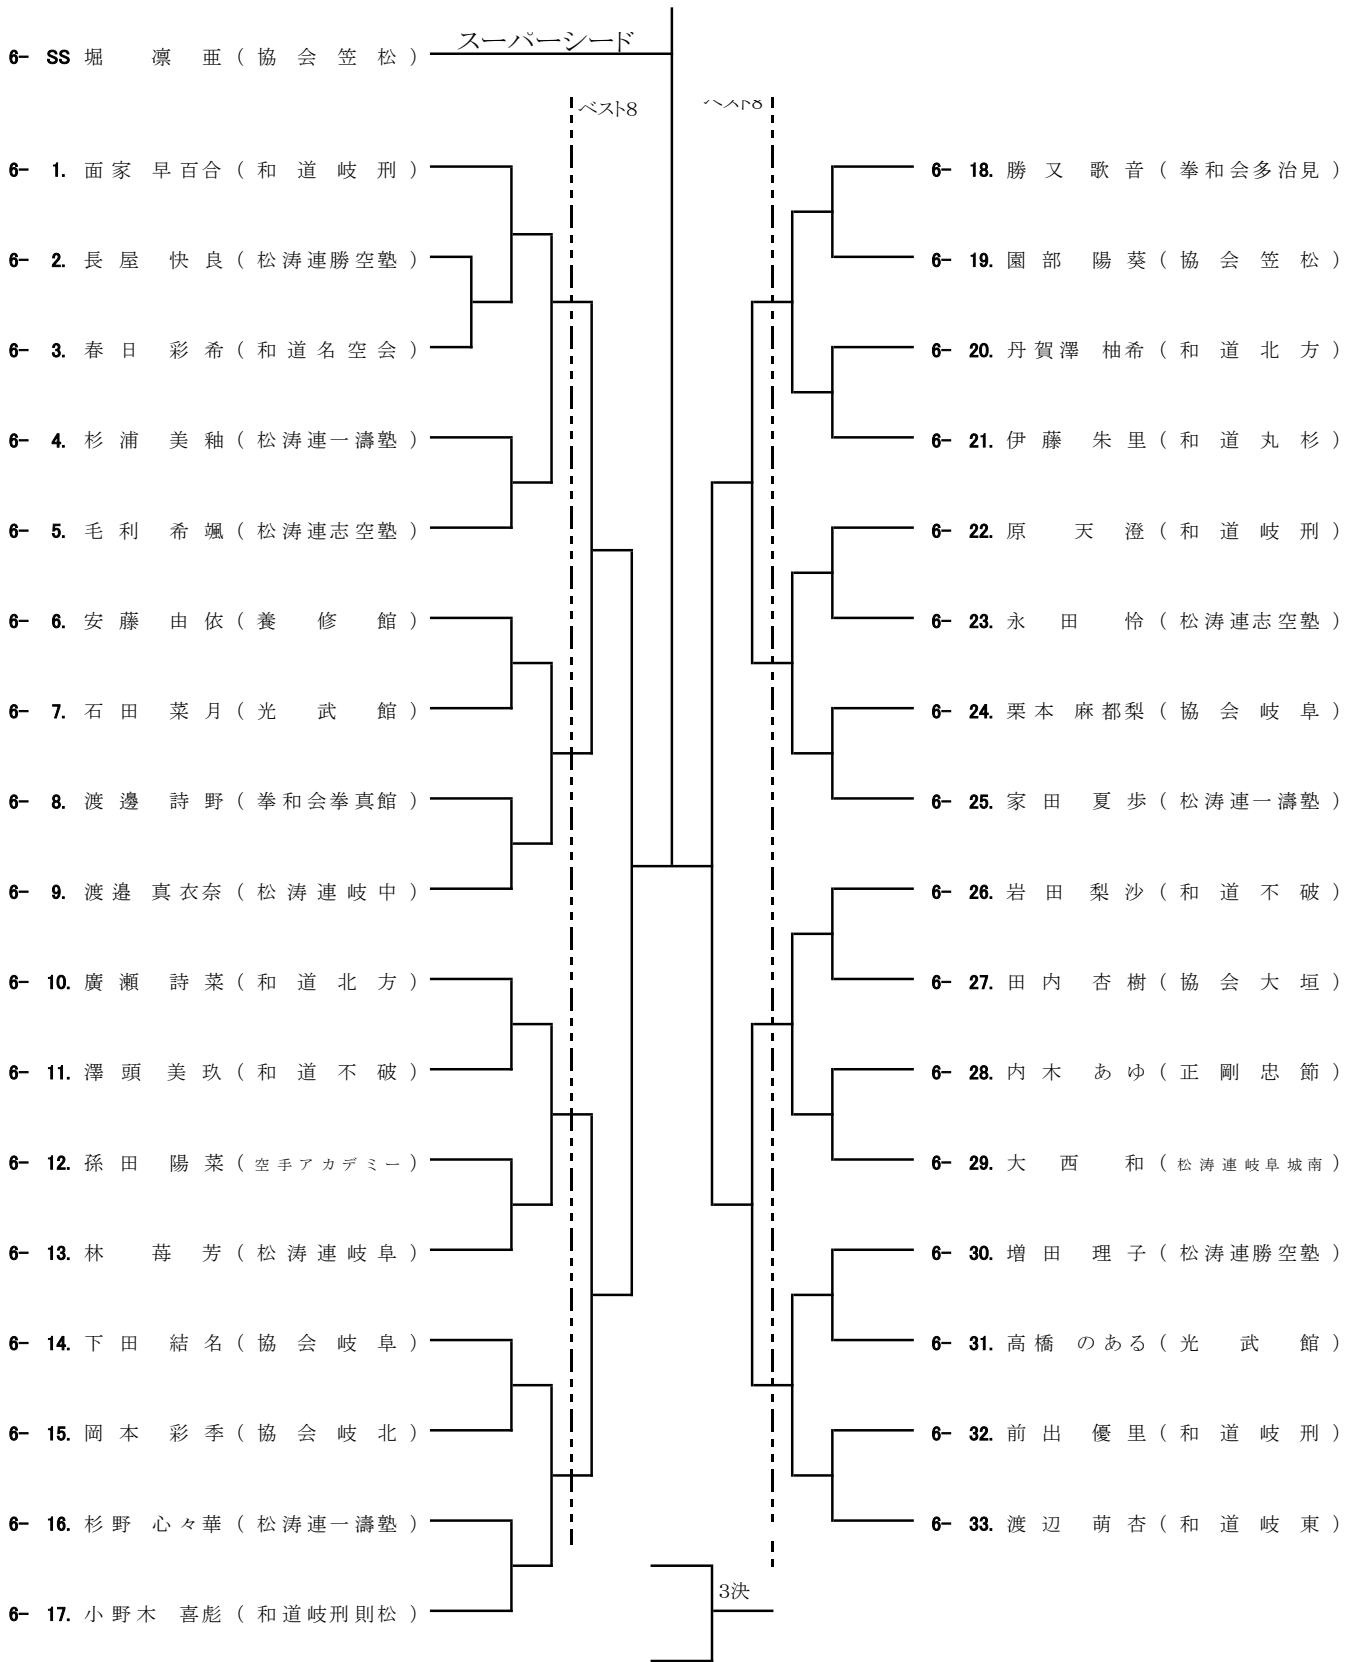 6- SS 堀 凛 亜 ( 協 会 笠 松 ) スーパーシード
ベスト8 ベスト8
6- 1. 面家 早百合 ( 和 道 岐 刑 )
6- 2. 長屋 快良 ( 松涛連勝空塾 )
6- 3. 春日 彩希 ( 和道名空会 )
6- 4. 杉浦 美釉 ( 松涛連一濤塾 )
6- 5. 毛利 希颯 ( 松涛連志空塾 )
6- 6. 安藤 由依 ( 養 修 館 )
6- 7. 石田 菜月 ( 光 武 館 )
6- 8. 渡邊 詩野 ( 拳和会拳真館 )
6- 9. 渡邉 真衣奈 ( 松涛連岐中 )
6- 10. 廣瀬 詩菜 ( 和 道 北 方 )
6- 11. 澤頭 美玖 ( 和 道 不 破 )
6- 12. 孫田 陽菜 ( 空手アカデミー )
6- 13. 林 苺芳 ( 松涛連岐阜 )
6- 14. 下田 結名 ( 協 会 岐 阜 )
6- 15. 岡本 彩季 ( 協 会 岐 北 )
6- 16. 杉野 心々華 ( 松涛連一濤塾 )
6- 17. 小野木 喜彪 ( 和道岐刑則松 )
6- 18. 勝又 歌音 ( 拳和会多治見 )
6- 19. 園部 陽葵 ( 協 会 笠 松 )
6- 20. 丹賀澤 柚希 ( 和 道 北 方 )
6- 21. 伊藤 朱里 ( 和 道 丸 杉 )
6- 22. 原 天澄 ( 和 道 岐 刑 )
6- 23. 永田 怜 ( 松涛連志空塾 )
6- 24. 栗本 麻都梨 ( 協 会 岐 阜 )
6- 25. 家田 夏歩 ( 松涛連一濤塾 )
6- 26. 岩田 梨沙 ( 和 道 不 破 )
6- 27. 田内 杏樹 ( 協 会 大 垣 )
6- 28. 内木 あゆ ( 正 剛 忠 節 )
6- 29. 大西 和 ( 松涛連岐阜城南 )
6- 30. 増田 理子 ( 松涛連勝空塾 )
6- 31. 高橋 のある ( 光 武 館 )
6- 32. 前出 優里 ( 和 道 岐 刑 )
6- 33. 渡辺 萌杏 ( 和 道 岐 東 )
3決